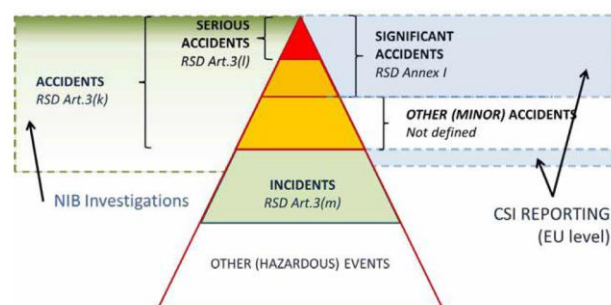 SERIOUS
ACCIDENTS
RSD Art.3(l)
SIGNIFICANT
ACCIDENTS
RSD Annex I
ACCIDENTS
RSD Art.3(k)
OTHER (MINOR) ACCIDENTS
Not defined
INCIDENTS
RSD Art.3(m)
NIB Investigations
CSI REPORTING
(EU level)
OTHER (HAZARDOUS) EVENTS